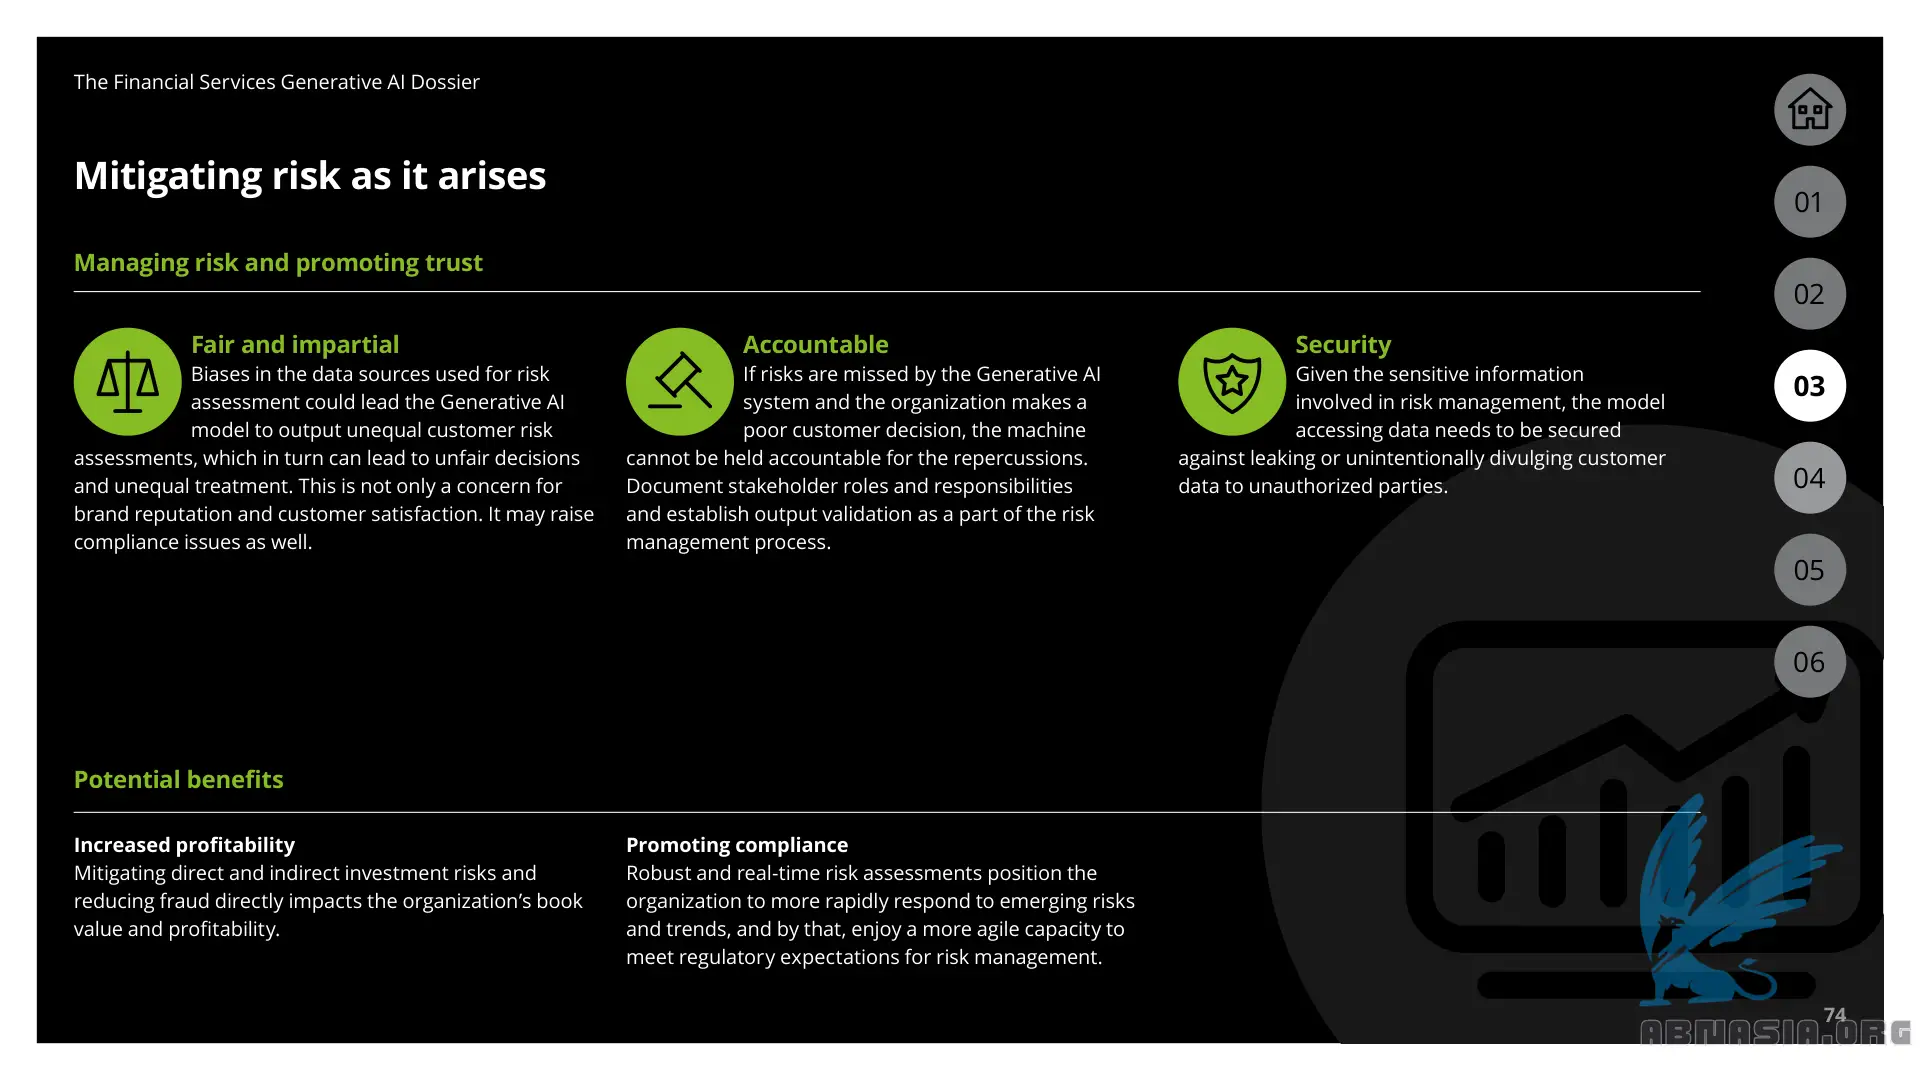 The Financial Services Generative AI Dossier
Mitigating risk as it arises
Managing risk and promoting trust
Fair and impartial
Biases in the data sources used for risk
assessment could lead the Generative AI
model to output unequal customer risk
assessments, which in turn can lead to unfair decisions
and unequal treatment. This is not only a concern for
brand reputation and customer satisfaction. It may raise
compliance issues as well.
Accountable
If risks are missed by the Generative AI
system and the organization makes a
poor customer decision, the machine
cannot be held accountable for the repercussions.
Document stakeholder roles and responsibilities
and establish output validation as a part of the risk
management process.
Security
Given the sensitive information
involved in risk management, the model
accessing data needs to be secured
against leaking or unintentionally divulging customer
data to unauthorized parties.
Potential benefits
Increased profitability
Mitigating direct and indirect investment risks and
reducing fraud directly impacts the organization’s book
value and profitability.
Promoting compliance
Robust and real-time risk assessments position the
organization to more rapidly respond to emerging risks
and trends, and by that, enjoy a more agile capacity to
meet regulatory expectations for risk management.
01
02
03
04
05
06
74
ABMASIA.ORG